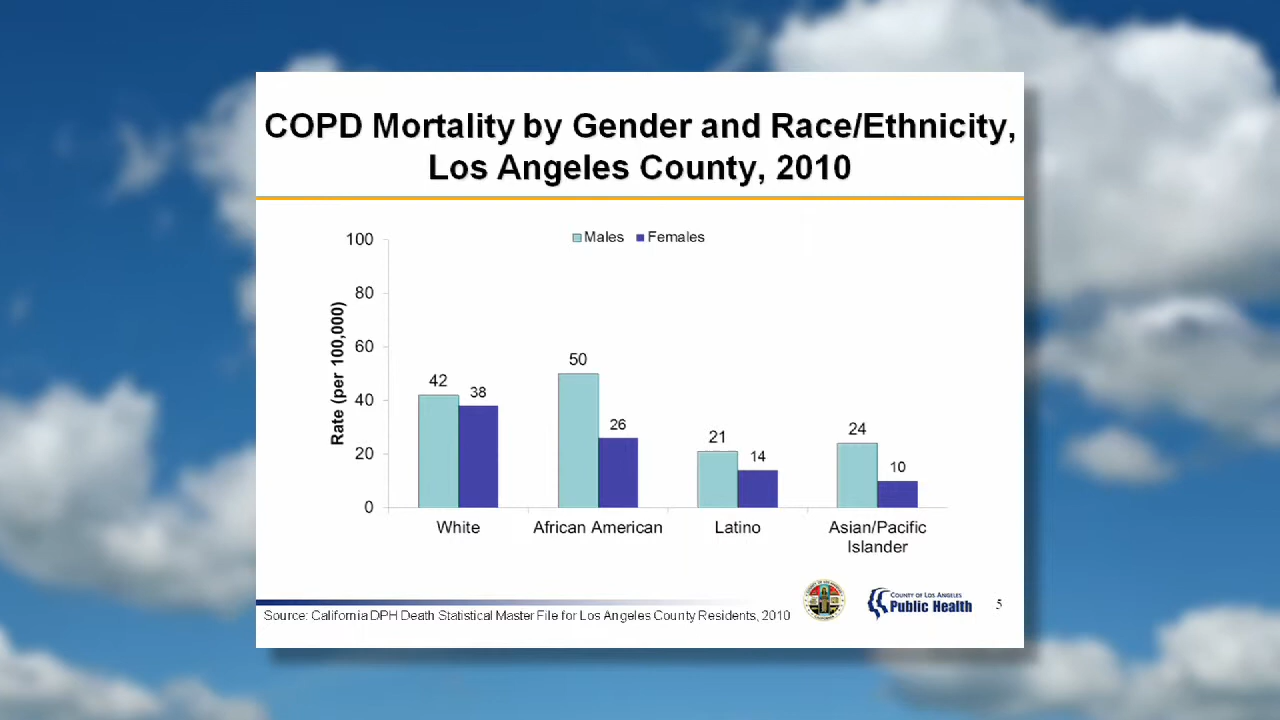 COPD Mortality by Gender and Race/Ethnicity,
Los Angeles County, 2010
Males Females
100
80
60
40
20
0
Rate (per 100,000)
42
38
50
26
21
14
24
10
White
African American
Latino
Asian/Pacific
Islander
Source: California DPH Death Statistical Master File for Los Angeles County Residents, 2010
COUNTY OF LOS ANGELES
Public Health
5